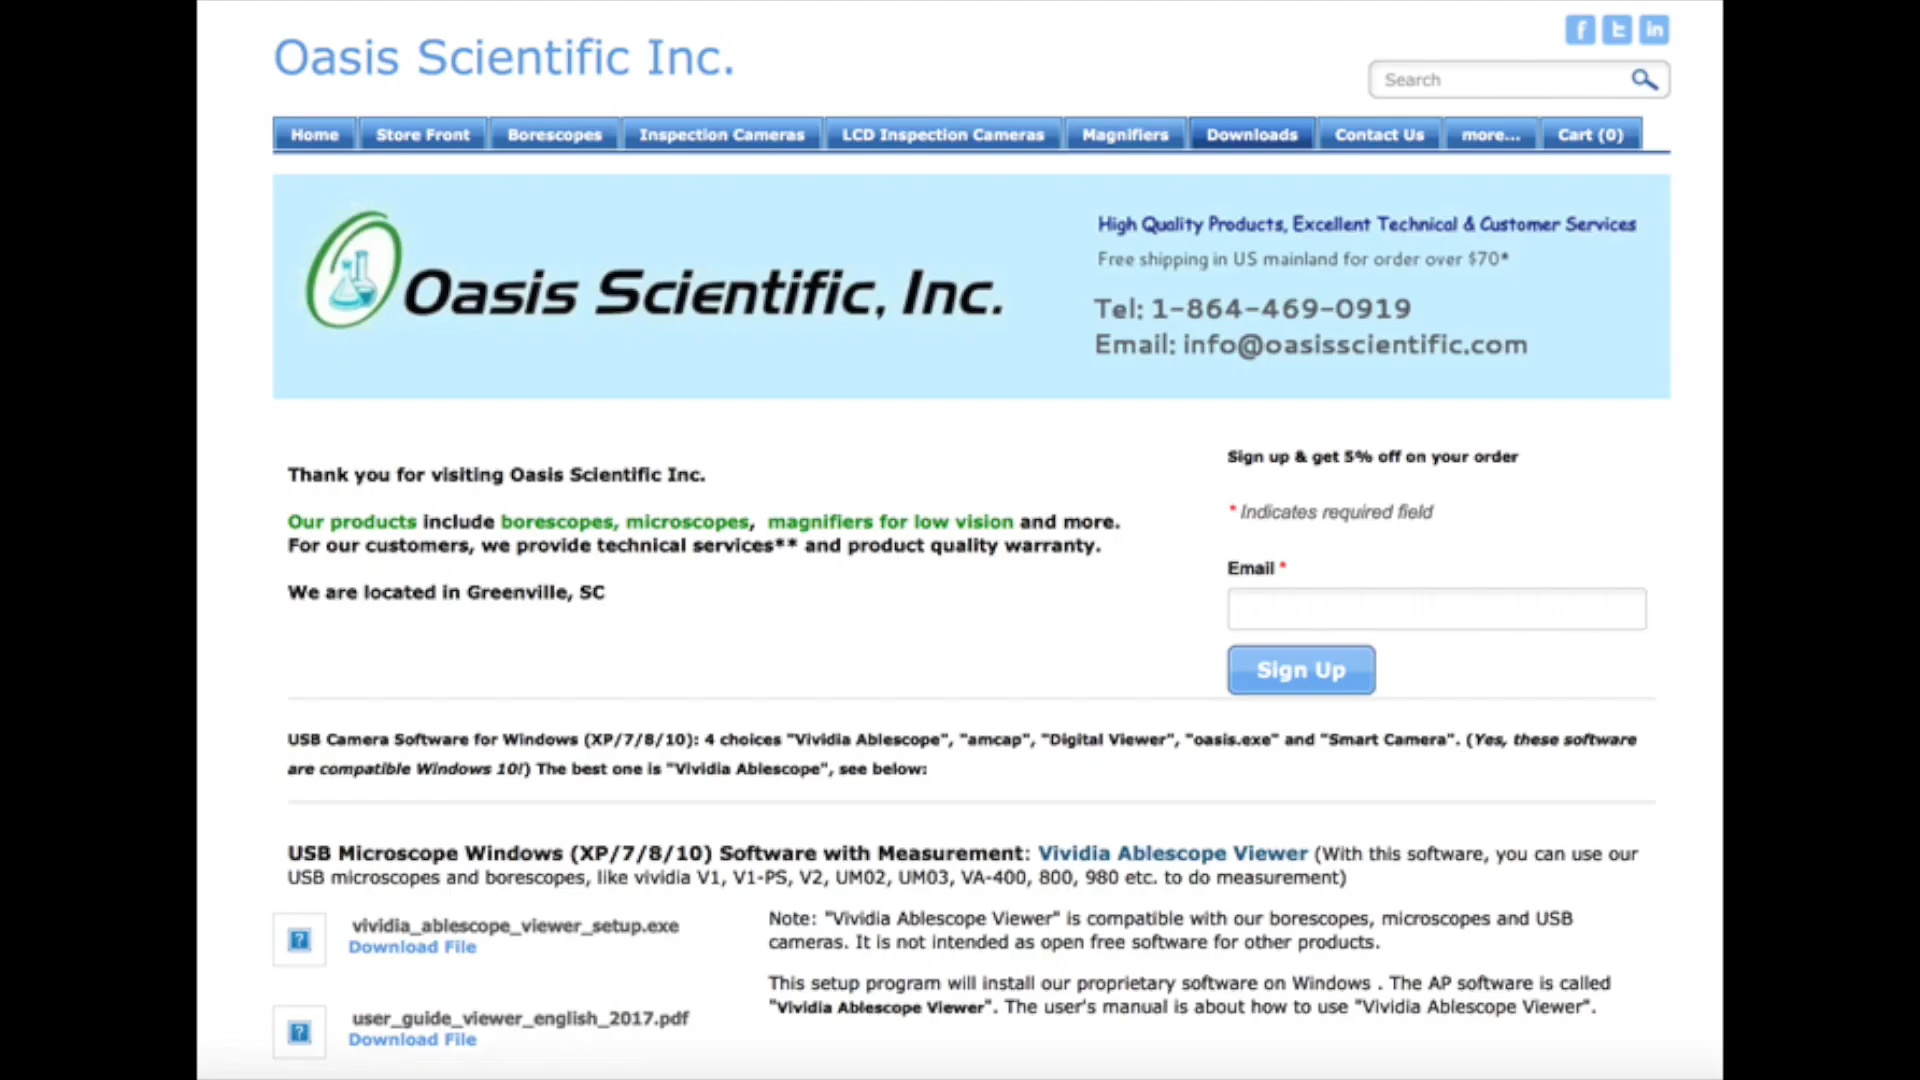 Oasis Scientific Inc.
f t in
Search
Home Store Front Borescopes Inspection Cameras LCD Inspection Cameras Magnifiers Downloads Contact Us more... Cart (0)
Oasis Scientific, Inc.
High Quality Products, Excellent Technical & Customer Services
Free shipping in US mainland for order over $70*
Tel: 1-864-469-0919
Email: info@oasisscientific.com
Thank you for visiting Oasis Scientific Inc.
Our products include borescopes, microscopes, magnifiers for low vision and more.
For our customers, we provide technical services** and product quality warranty.
We are located in Greenville, SC
Sign up & get 5% off on your order
* Indicates required field
Email *
Sign Up
USB Camera Software for Windows (XP/7/8/10): 4 choices "Vividia Ablescope", "amcap", "Digital Viewer", "oasis.exe" and "Smart Camera". (Yes, these software
are compatible Windows 10!) The best one is "Vividia Ablescope", see below:
USB Microscope Windows (XP/7/8/10) Software with Measurement: Vividia Ablescope Viewer (With this software, you can use our
USB microscopes and borescopes, like vividia V1, V1-PS, V2, UM02, UM03, VA-400, 800, 980 etc. to do measurement)
vividia_ablescope_viewer_setup.exe
Download File
user_guide_viewer_english_2017.pdf
Download File
Note: "Vividia Ablescope Viewer" is compatible with our borescopes, microscopes and USB
cameras. It is not intended as open free software for other products.
This setup program will install our proprietary software on Windows . The AP software is called
"Vividia Ablescope Viewer". The user's manual is about how to use "Vividia Ablescope Viewer".